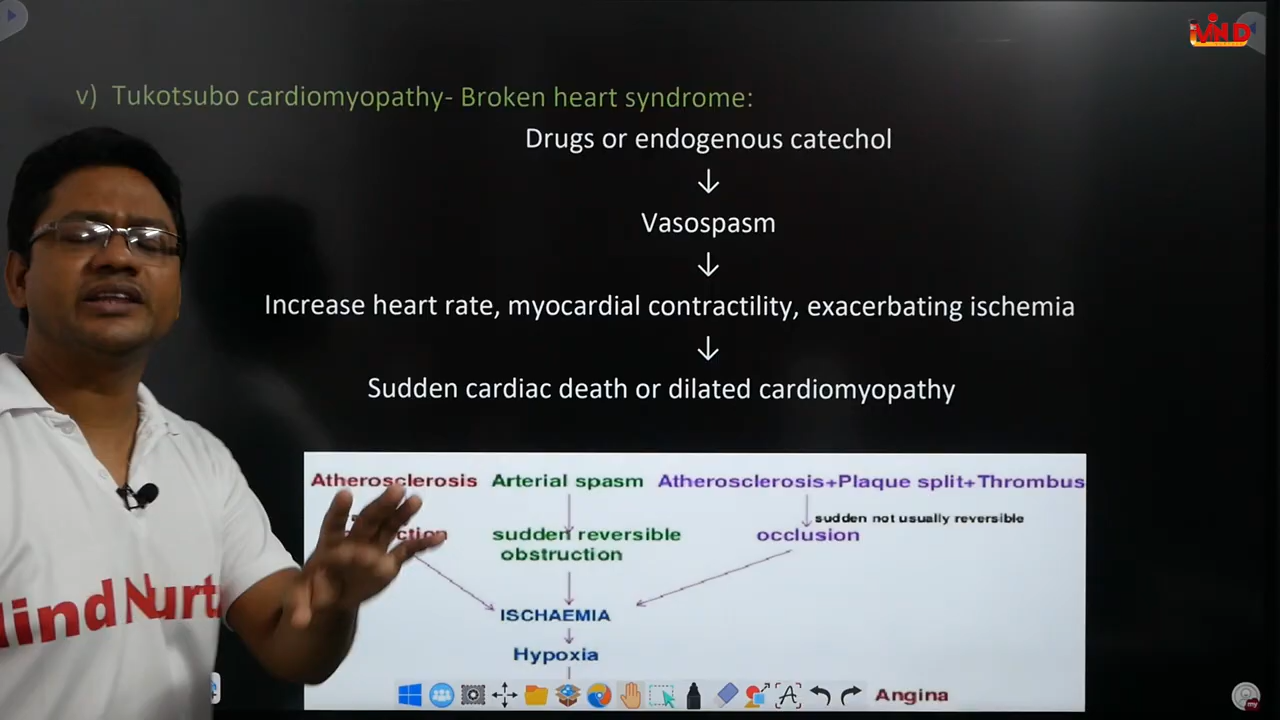 MIND
v) Tukotsubo cardiomyopathy- Broken heart syndrome:
Drugs or endogenous catechol
↓
Vasospasm
↓
Increase heart rate, myocardial contractility, exacerbating ischemia
↓
Sudden cardiac death or dilated cardiomyopathy
Atherosclerosis Arterial spasm Atherosclerosis+Plaque split+Thrombus
sudden not usually reversible
sudden reversible occlusion
obstruction
ISCHAEMIA
Hypoxia
Angina